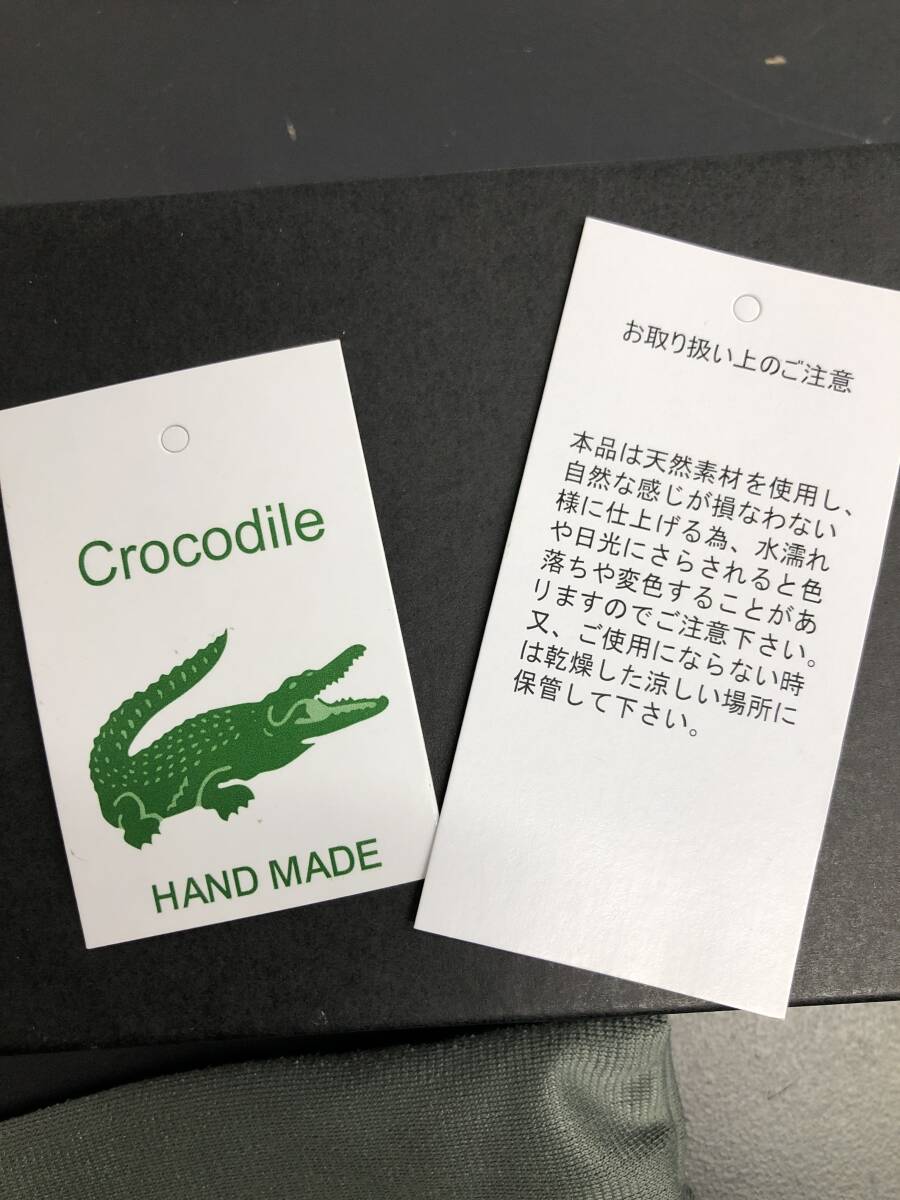 Crocodile
HAND MADE
お取り扱い上のご注意
本品は天然素材を使用し、
自然な感じが損なわない
様に仕上げる為、水濡れ
や日光にさらされると色
落ちや変色することがあ
りますのでご注意下さい。
又、ご使用にならない時
は乾燥した涼しい場所に
保管して下さい。